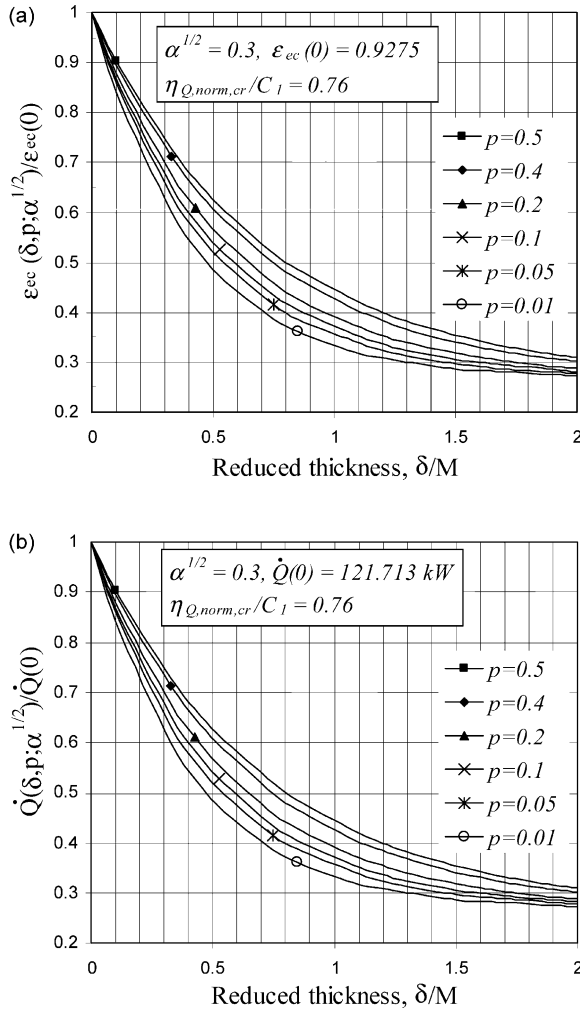 (a)
α^1/2 = 0.3, ε_ec (0) = 0.9275
η_Q,norm,cr/C_1 = 0.76
ε_ec (δ,p;α^1/2)/ε_ec(0)
1
0.9
0.8
0.7
0.6
0.5
0.4
0.3
0.2
p=0.5
p=0.4
p=0.2
p=0.1
p=0.05
p=0.01
0 0.5 1 1.5 2
Reduced thickness, δ/M
(b)
α^1/2 = 0.3, Q̇(0) = 121.713 kW
η_Q,norm,cr/C_1 = 0.76
Q̇(δ,p;α^1/2)/Q̇(0)
1
0.9
0.8
0.7
0.6
0.5
0.4
0.3
0.2
p=0.5
p=0.4
p=0.2
p=0.1
p=0.05
p=0.01
0 0.5 1 1.5 2
Reduced thickness, δ/M